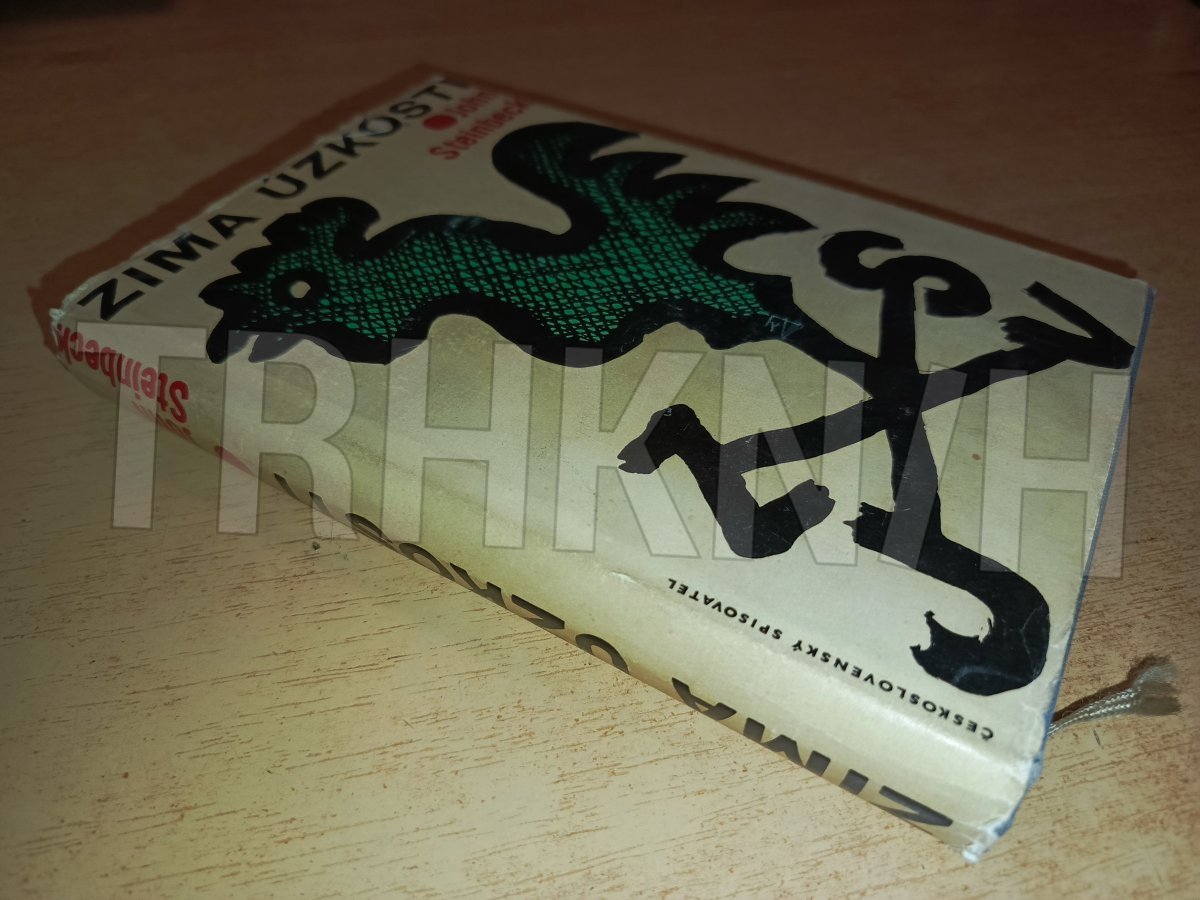 ZIMA ÚZKOSTI
John
Steinbeck
ČESKOSLOVENSKÝ SPISOVATEL
John
Steinbeck
ZIMA ÚZKOSTI
TRHKNIH